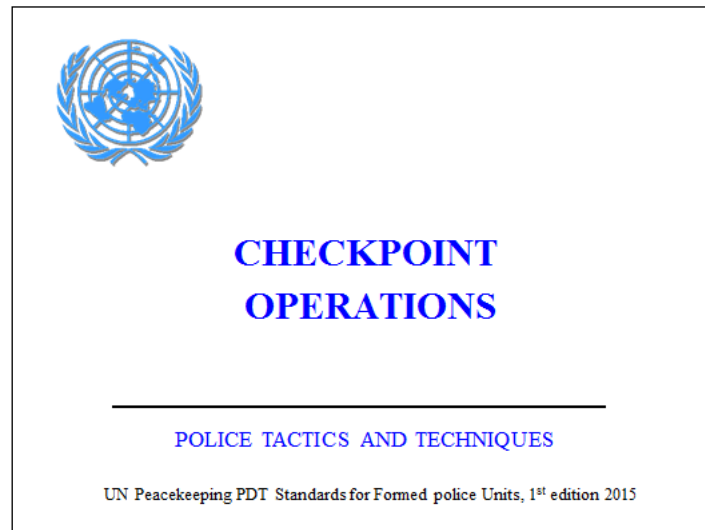 CHECKPOINT
OPERATIONS
POLICE TACTICS AND TECHNIQUES
UN Peacekeeping PDT Standards for Formed police Units, 1st edition 2015